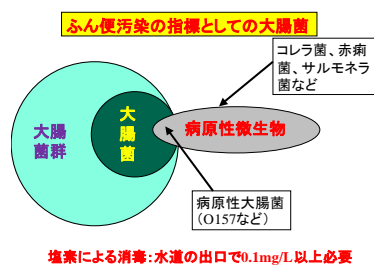 ふん便汚染の指標としての大腸菌
コレラ菌、赤痢
菌、サルモネラ
菌など
大腸
菌群
大
腸
菌
病原性微生物
病原性大腸菌
(O157など)
塩素による消毒:水道の出口で0.1mg/L以上必要